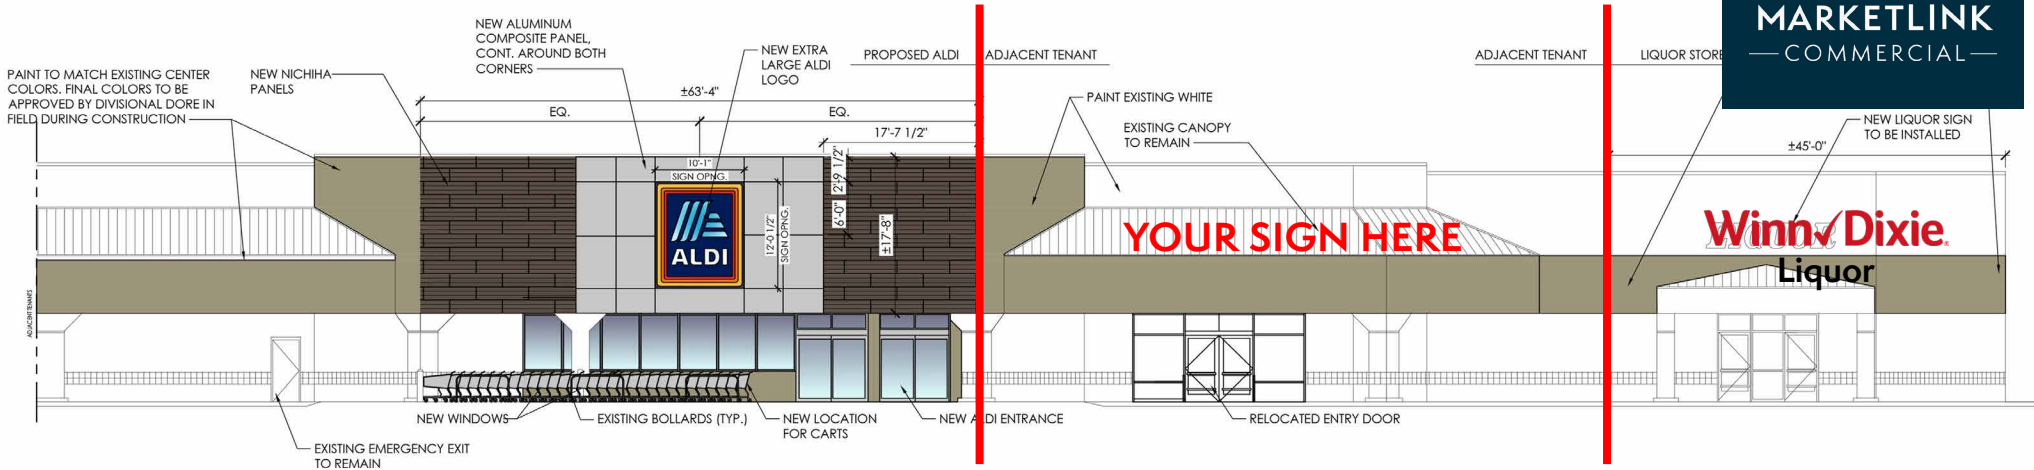 MARKETLINK
COMMERCIAL
NEW ALUMINUM
COMPOSITE PANEL,
CONT. AROUND BOTH
CORNERS
NEW EXTRA
LARGE ALDI
LOGO
PROPOSED ALDI
ADJACENT TENANT
ADJACENT TENANT
LIQUOR STORE
PAINT TO MATCH EXISTING CENTER
COLORS. FINAL COLORS TO BE
APPROVED BY DIVISIONAL DORE IN
FIELD DURING CONSTRUCTION
NEW NICHIHA
PANELS
±63'-4"
EQ.
EQ.
17'-7 1/2"
PAINT EXISTING WHITE
EXISTING CANOPY
TO REMAIN
NEW LIQUOR SIGN
TO BE INSTALLED
±45'-0"
10'-1"
SIGN OPNG.
12'-0 1/2"
SIGN OPNG.
2'-9 1/2"
6'-0"
±17'-8"
ALDI
YOUR SIGN HERE
Winn Dixie
LIQUOR
Liquor
ADJACENT TENANTS
NEW WINDOWS
EXISTING BOLLARDS (TYP.)
NEW LOCATION
FOR CARTS
NEW ALDI ENTRANCE
RELOCATED ENTRY DOOR
EXISTING EMERGENCY EXIT
TO REMAIN